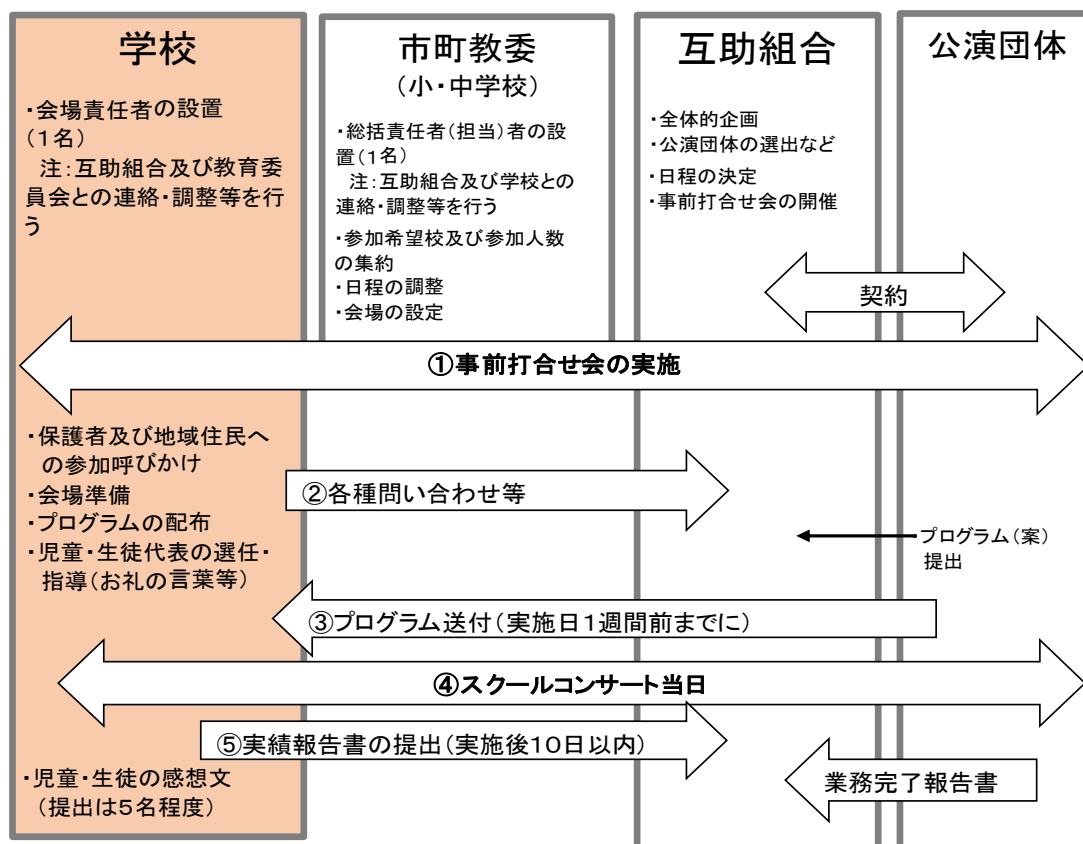 学校
・会場責任者の設置
(1名)
注:互助組合及び教育委
員会との連絡・調整等を行
う
市町教委
(小・中学校)
・総括責任者(担当)者の設
置(1名)
注:互助組合及び学校との
連絡・調整等を行う
・参加希望校及び参加人数
の集約
・日程の調整
・会場の設定
互助組合
・全体的企画
・公演団体の選出など
・日程の決定
・事前打合せ会の開催
公演団体
契約
①事前打合せ会の実施
・保護者及び地域住民へ
の参加呼びかけ
・会場準備
・プログラムの配布
・児童・生徒代表の選任・
指導(お礼の言葉等)
②各種問い合わせ等
プログラム(案)
提出
③プログラム送付(実施日1週間前までに)
④スクールコンサート当日
⑤実績報告書の提出(実施後10日以内)
・児童・生徒の感想文
(提出は5名程度)
業務完了報告書